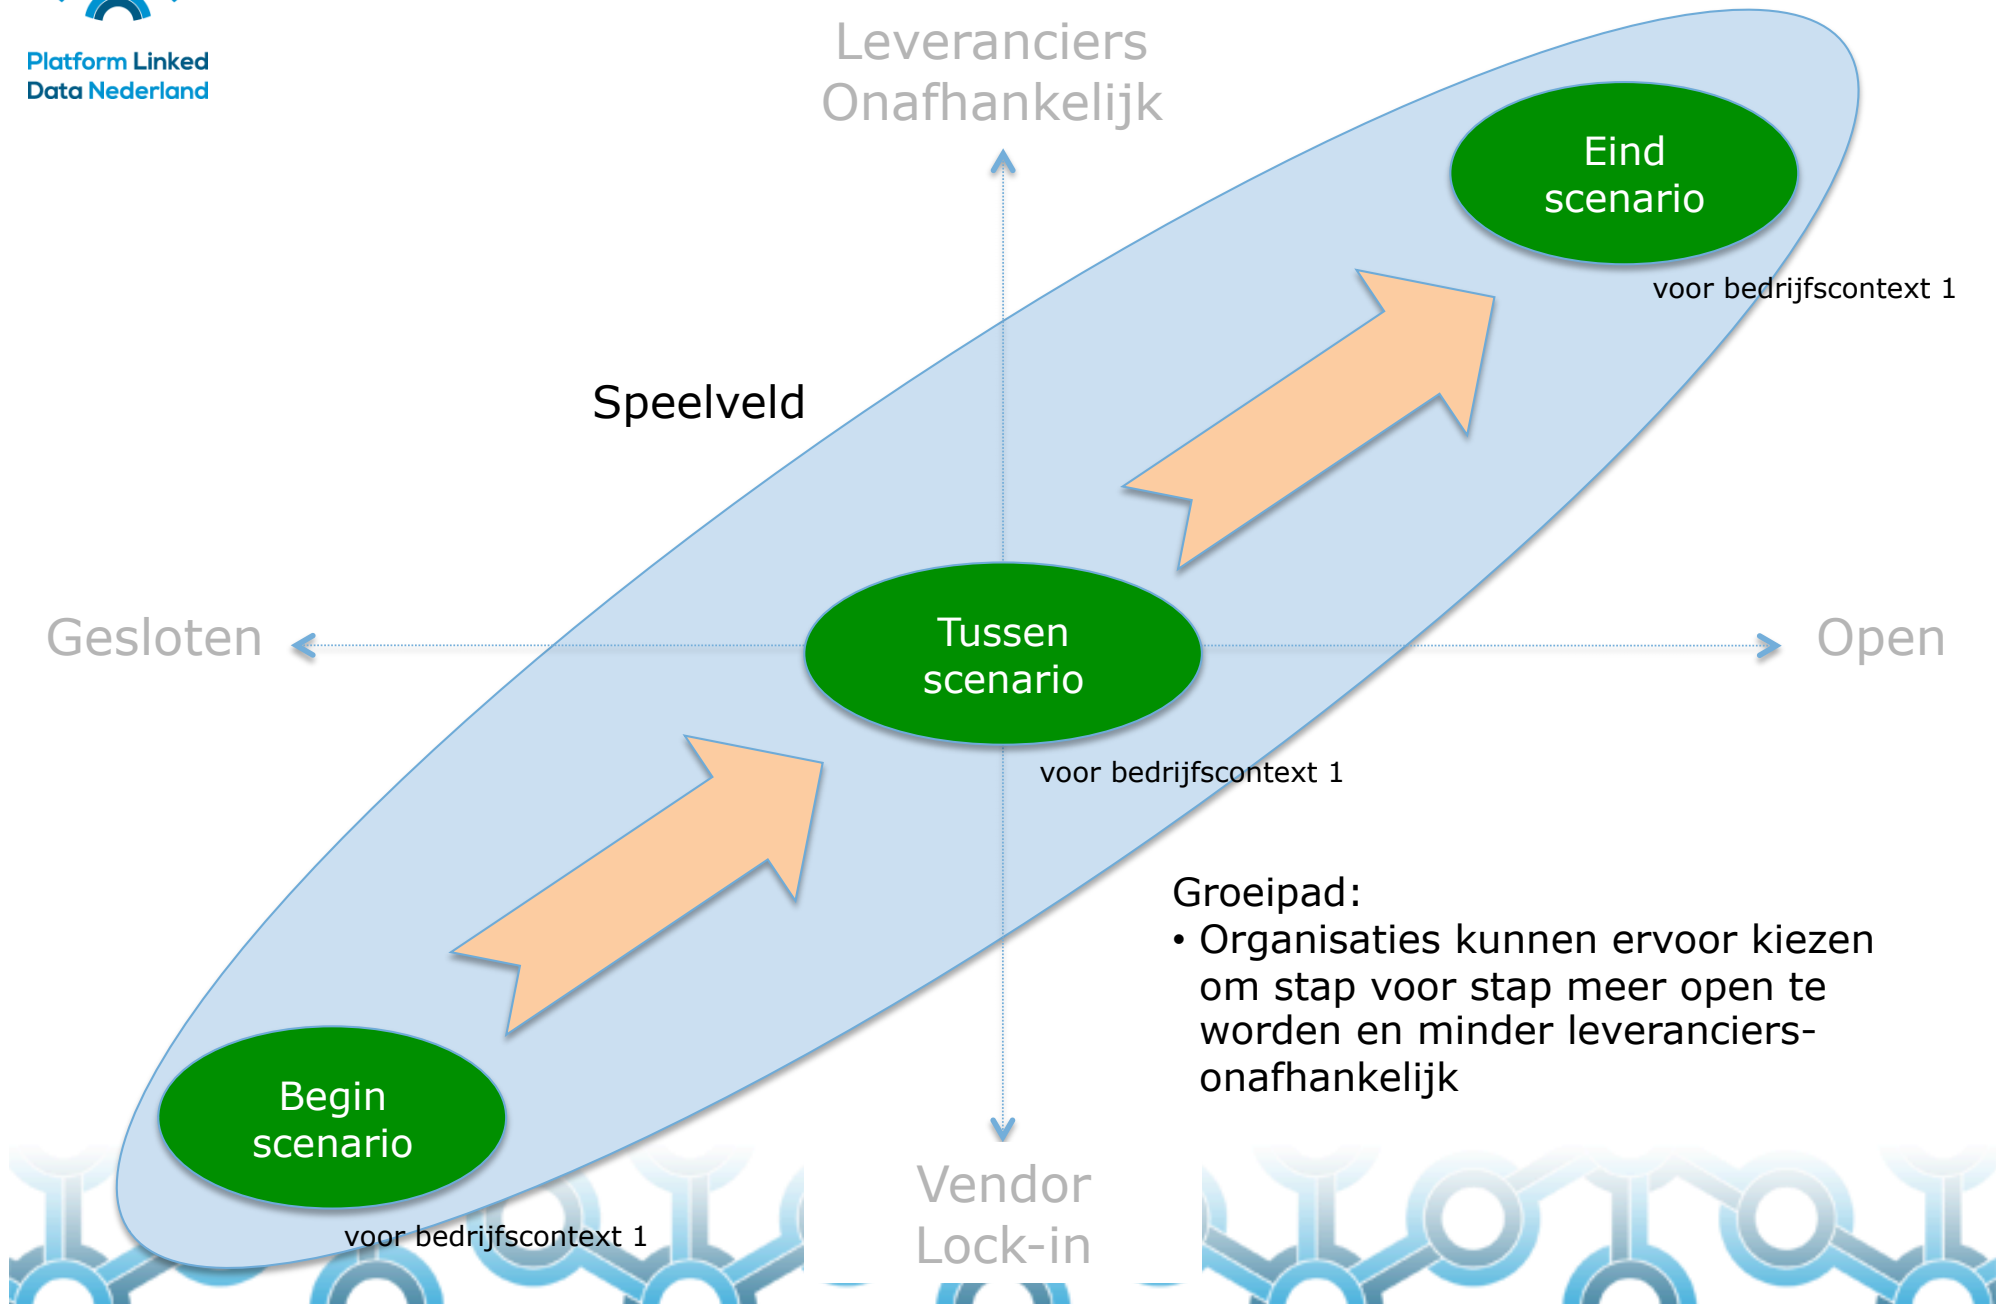 Platform Linked
Data Nederland
Leveranciers
Onafhankelijk
Eind
scenario
voor bedrijfscontext 1
Speelveld
Gesloten
Tussen
scenario
Open
voor bedrijfscontext 1
Groeipad:
• Organisaties kunnen ervoor kiezen
om stap voor stap meer open te
worden en minder leveranciers-
onafhankelijk
Begin
scenario
voor bedrijfscontext 1
Vendor
Lock-in